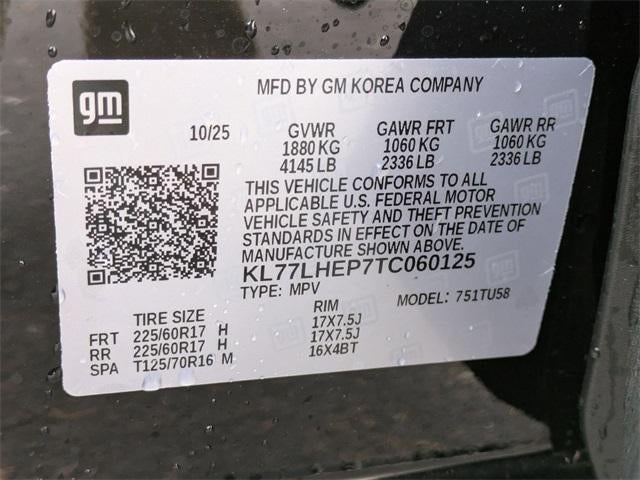 gm
MFD BY GM KOREA COMPANY
10/25 GVWR GAWR FRT GAWR RR
1880 KG 1060 KG 1060 KG
4145 LB 2336 LB 2336 LB
THIS VEHICLE CONFORMS TO ALL
APPLICABLE U.S. FEDERAL MOTOR
VEHICLE SAFETY AND THEFT PREVENTION
STANDARDS IN EFFECT ON THE DATE OF
MANUFACTURE SHOWN ABOVE.
KL77LHEP7TC060125
TYPE: MPV MODEL: 751TU58
TIRE SIZE RIM
FRT 225/60R17 H 17X7.5J
RR 225/60R17 H 17X7.5J
SPA T125/70R16 M 16X4BT